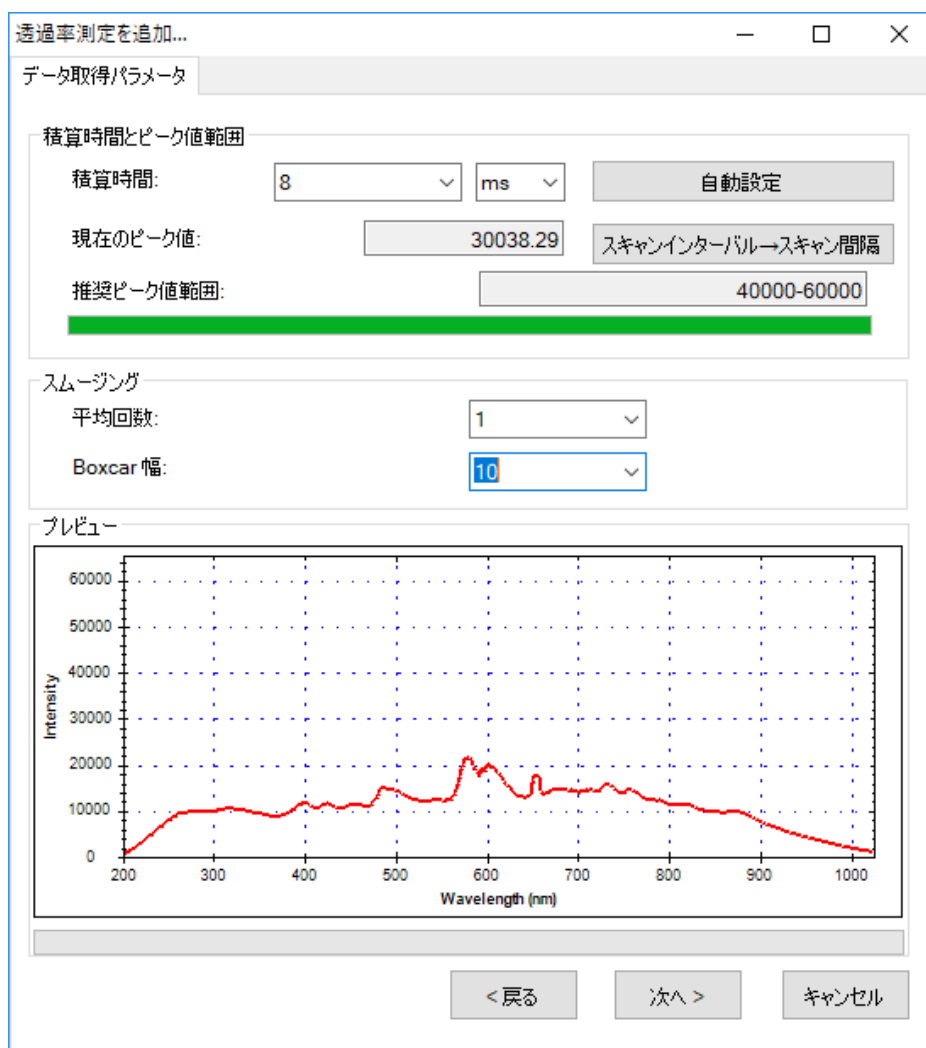 透過率測定を追加...
データ取得パラメータ
積算時間とピーク値範囲
積算時間: 8 ms 自動設定
現在のピーク値: 30038.29 スキャンインターバル→スキャン間隔
推奨ピーク値範囲: 40000-60000
スムージング
平均回数: 1
Boxcar 幅: 10
プレビュー
60000
50000
40000
30000
20000
10000
0
Intensity
200 300 400 500 600 700 800 900 1000
Wavelength (nm)
< 戻る 次へ > キャンセル